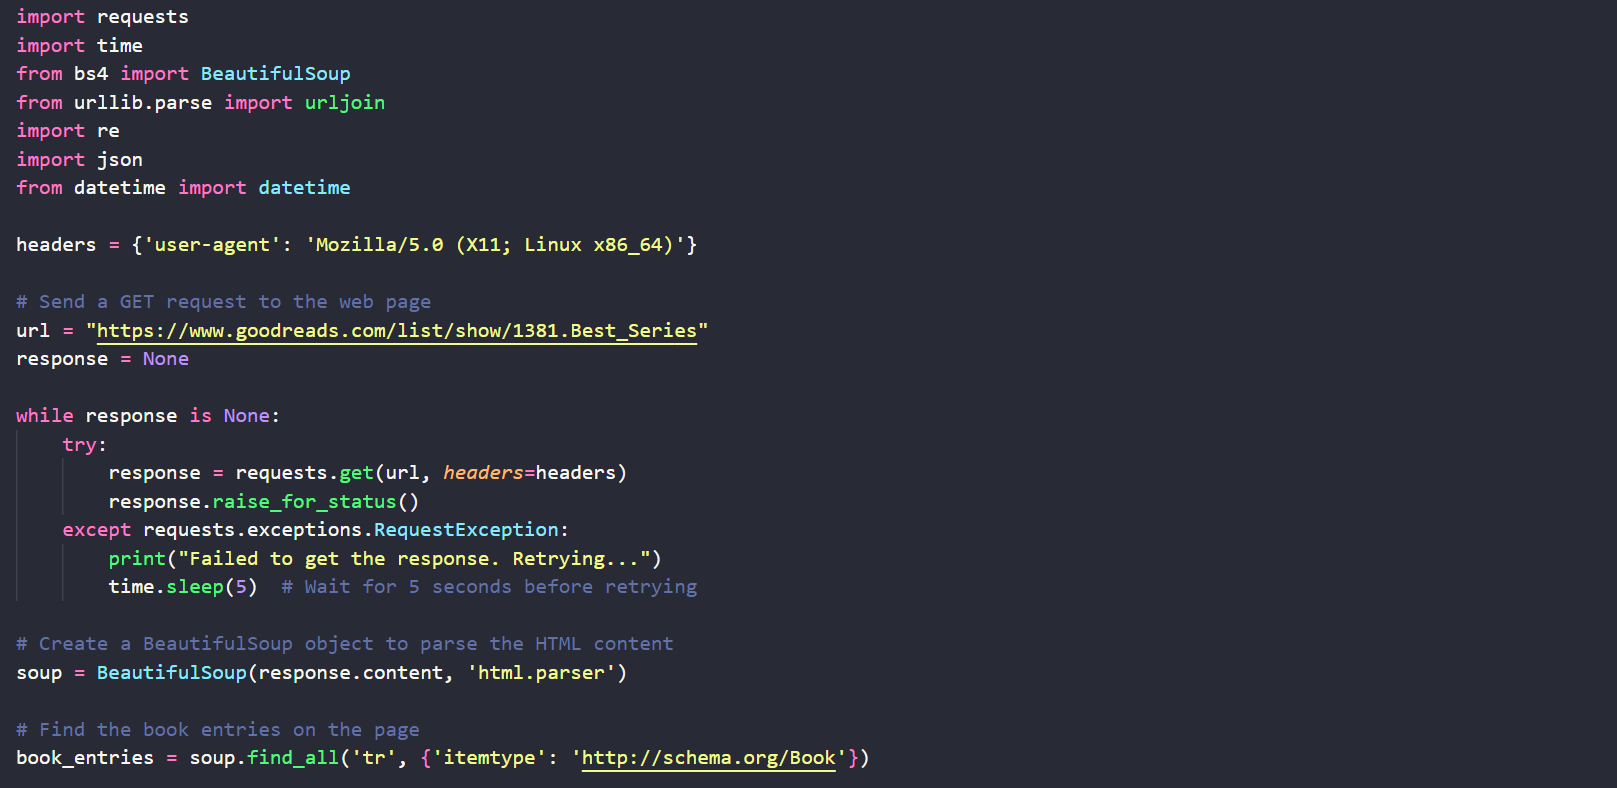 import requests
import time
from bs4 import BeautifulSoup
from urllib.parse import urljoin
import re
import json
from datetime import datetime

headers = {'user-agent': 'Mozilla/5.0 (X11; Linux x86_64)'}

# Send a GET request to the web page
url = "https://www.goodreads.com/list/show/1381.Best_Series"
response = None

while response is None:
    try:
        response = requests.get(url, headers=headers)
        response.raise_for_status()
    except requests.exceptions.RequestException:
        print("Failed to get the response. Retrying...")
        time.sleep(5)  # Wait for 5 seconds before retrying

# Create a BeautifulSoup object to parse the HTML content
soup = BeautifulSoup(response.content, 'html.parser')

# Find the book entries on the page
book_entries = soup.find_all('tr', {'itemtype': 'http://schema.org/Book'})